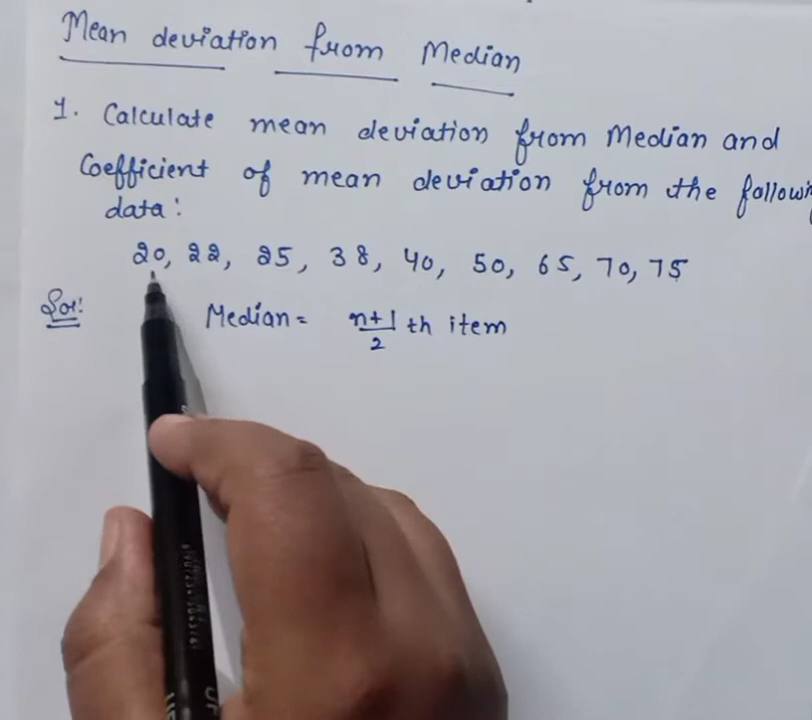 Mean deviation from Median
1. Calculate mean deviation from Median and
Coefficient of mean deviation from the
data:
20, 22, 25, 38, 40, 50, 65, 70, 75
Sol: Median = n+1/2 th item